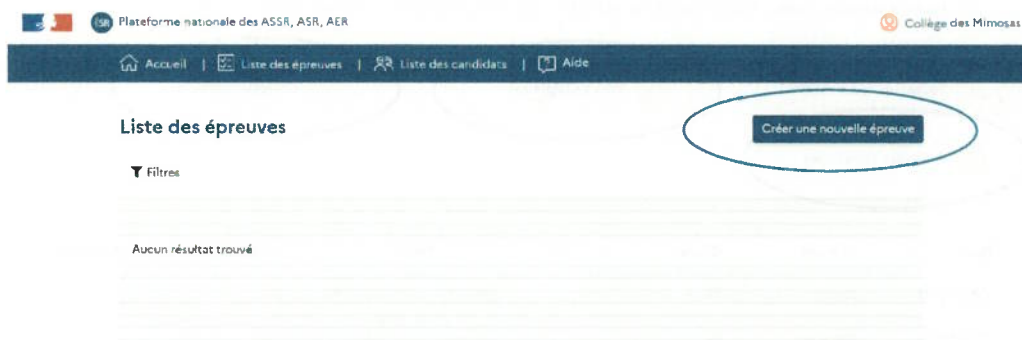 ESR Plateforme nationale des ASSR, ASR, AER Collège des Mimosas
Accueil | Liste des épreuves | Liste des candidats | Aide
Liste des épreuves Créer une nouvelle épreuve
Filtres
Aucun résultat trouvé